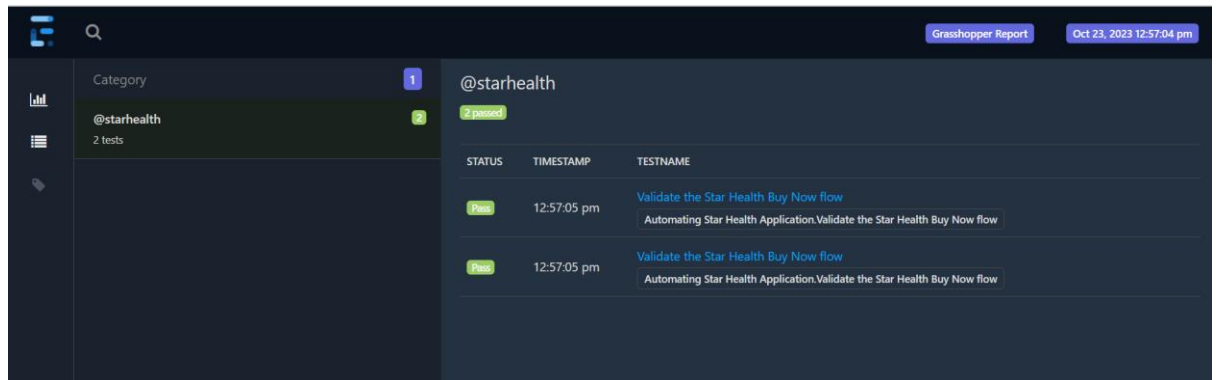 Grasshopper Report
Oct 23, 2023 12:57:04 pm
Category
1
@starhealth
2
2 tests
@starhealth
2 passed
STATUS TIMESTAMP TESTNAME
Pass 12:57:05 pm Validate the Star Health Buy Now flow
Automating Star Health Application.Validate the Star Health Buy Now flow
Pass 12:57:05 pm Validate the Star Health Buy Now flow
Automating Star Health Application.Validate the Star Health Buy Now flow